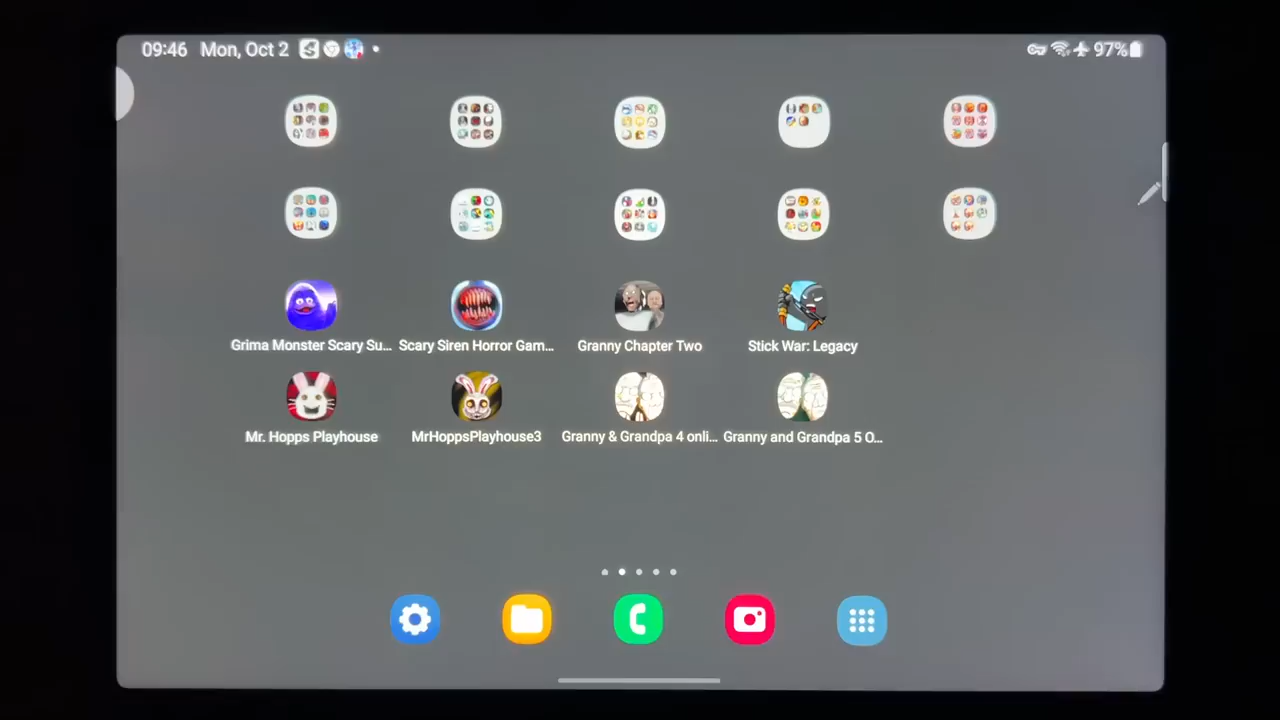 09:46 Mon, Oct 2 97%
Grima Monster Scary Su... Scary Siren Horror Gam... Granny Chapter Two Stick War: Legacy
Mr. Hopps Playhouse MrHoppsPlayhouse3 Granny & Grandpa 4 onli... Granny and Grandpa 5 O...